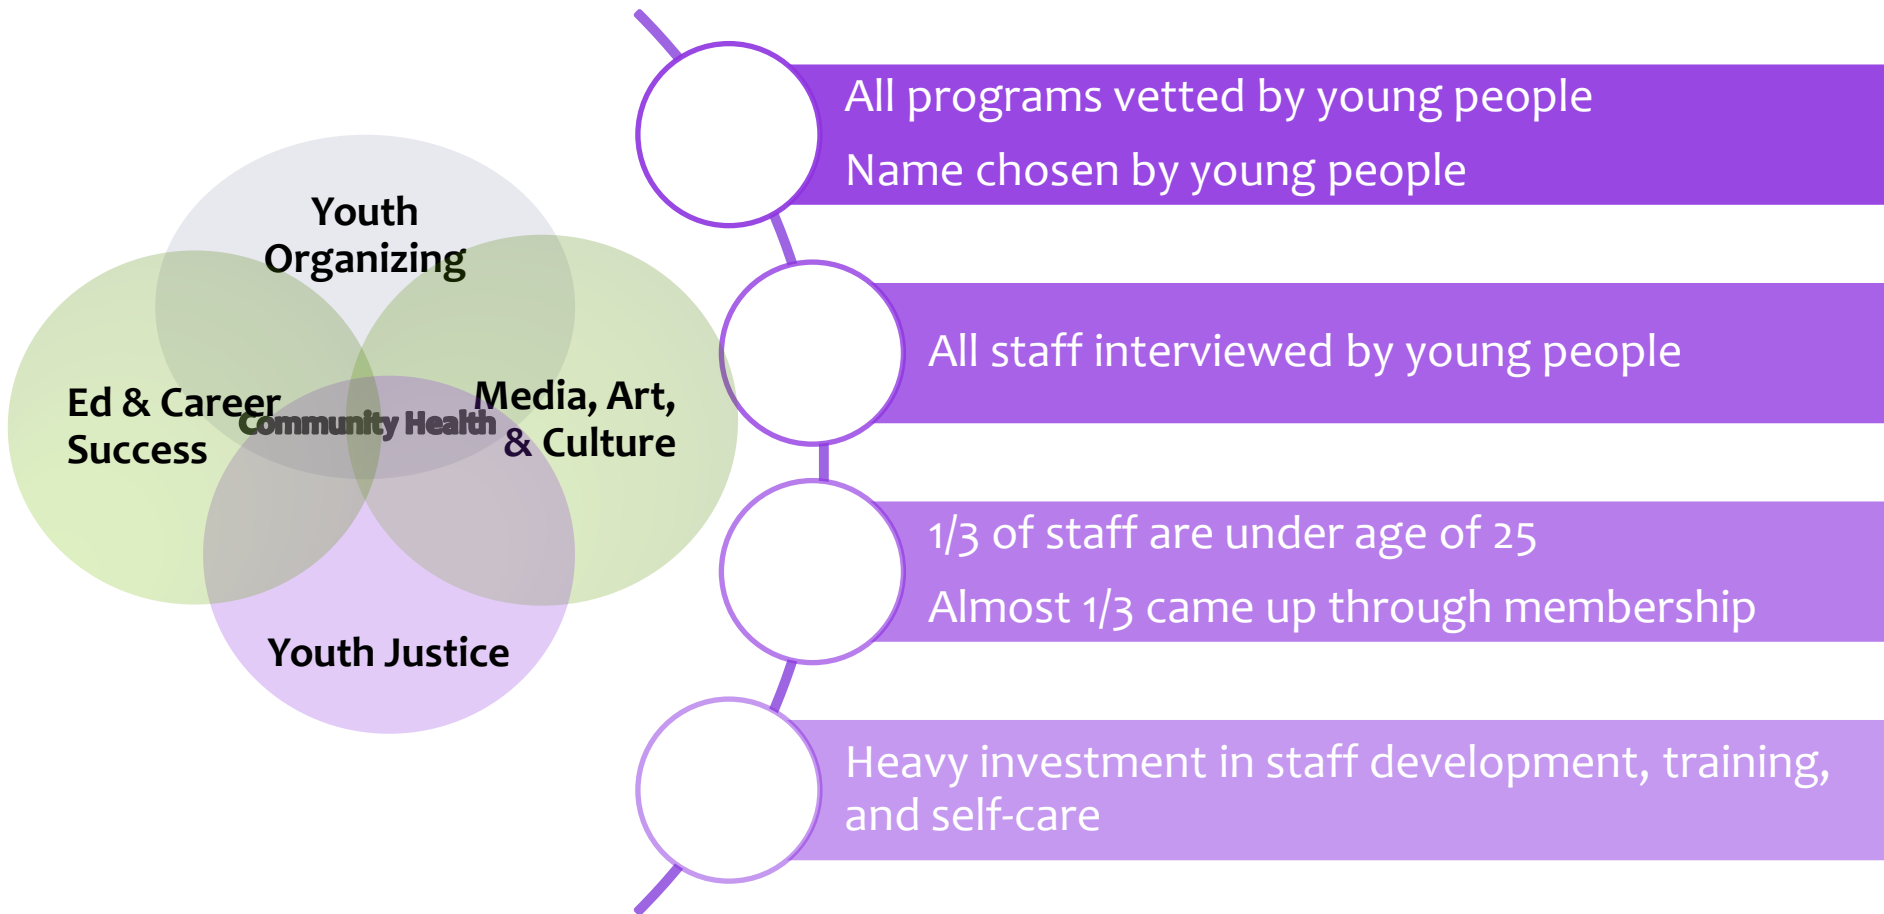 Youth
Organizing
Ed & Career
Success
Community Health
Media, Art,
& Culture
Youth Justice
All programs vetted by young people
Name chosen by young people
All staff interviewed by young people
1/3 of staff are under age of 25
Almost 1/3 came up through membership
Heavy investment in staff development, training,
and self-care